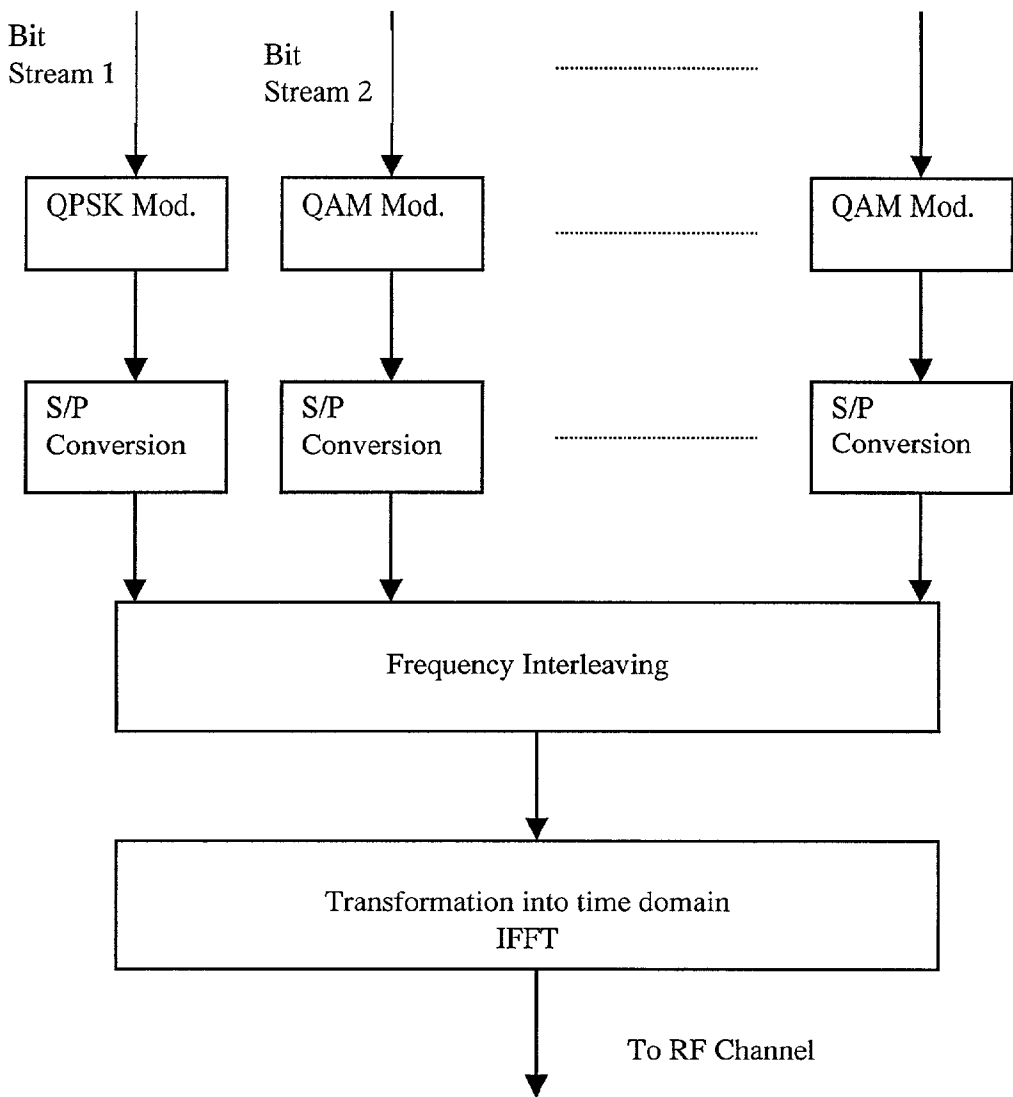 Bit
Stream 1
Bit
Stream 2
QPSK Mod.
QAM Mod.
QAM Mod.
S/P
Conversion
S/P
Conversion
S/P
Conversion
Frequency Interleaving
Transformation into time domain
IFFT
To RF Channel